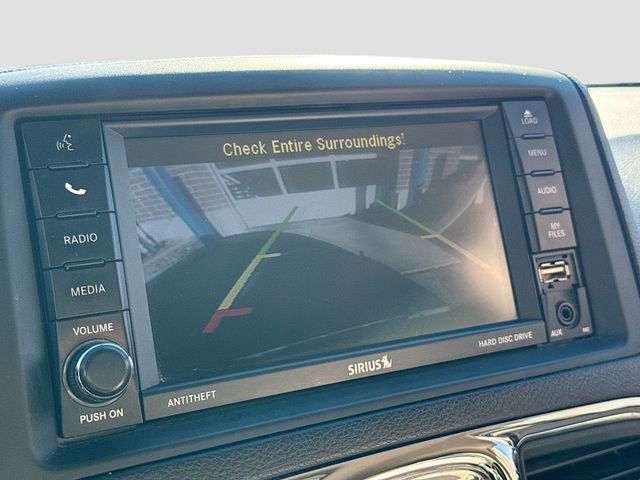 Check Entire Surroundings!
LOAD
MENU
AUDIO
MY
FILES
RADIO
MEDIA
VOLUME
PUSH ON
ANTITHEFT
SIRIUS
HARD DISC DRIVE
AUX